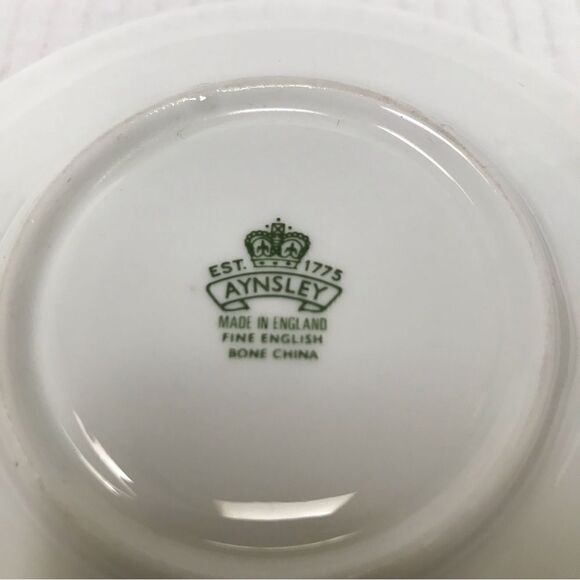 EST. 1775
AYNSLEY
MADE IN ENGLAND
FINE ENGLISH
BONE CHINA